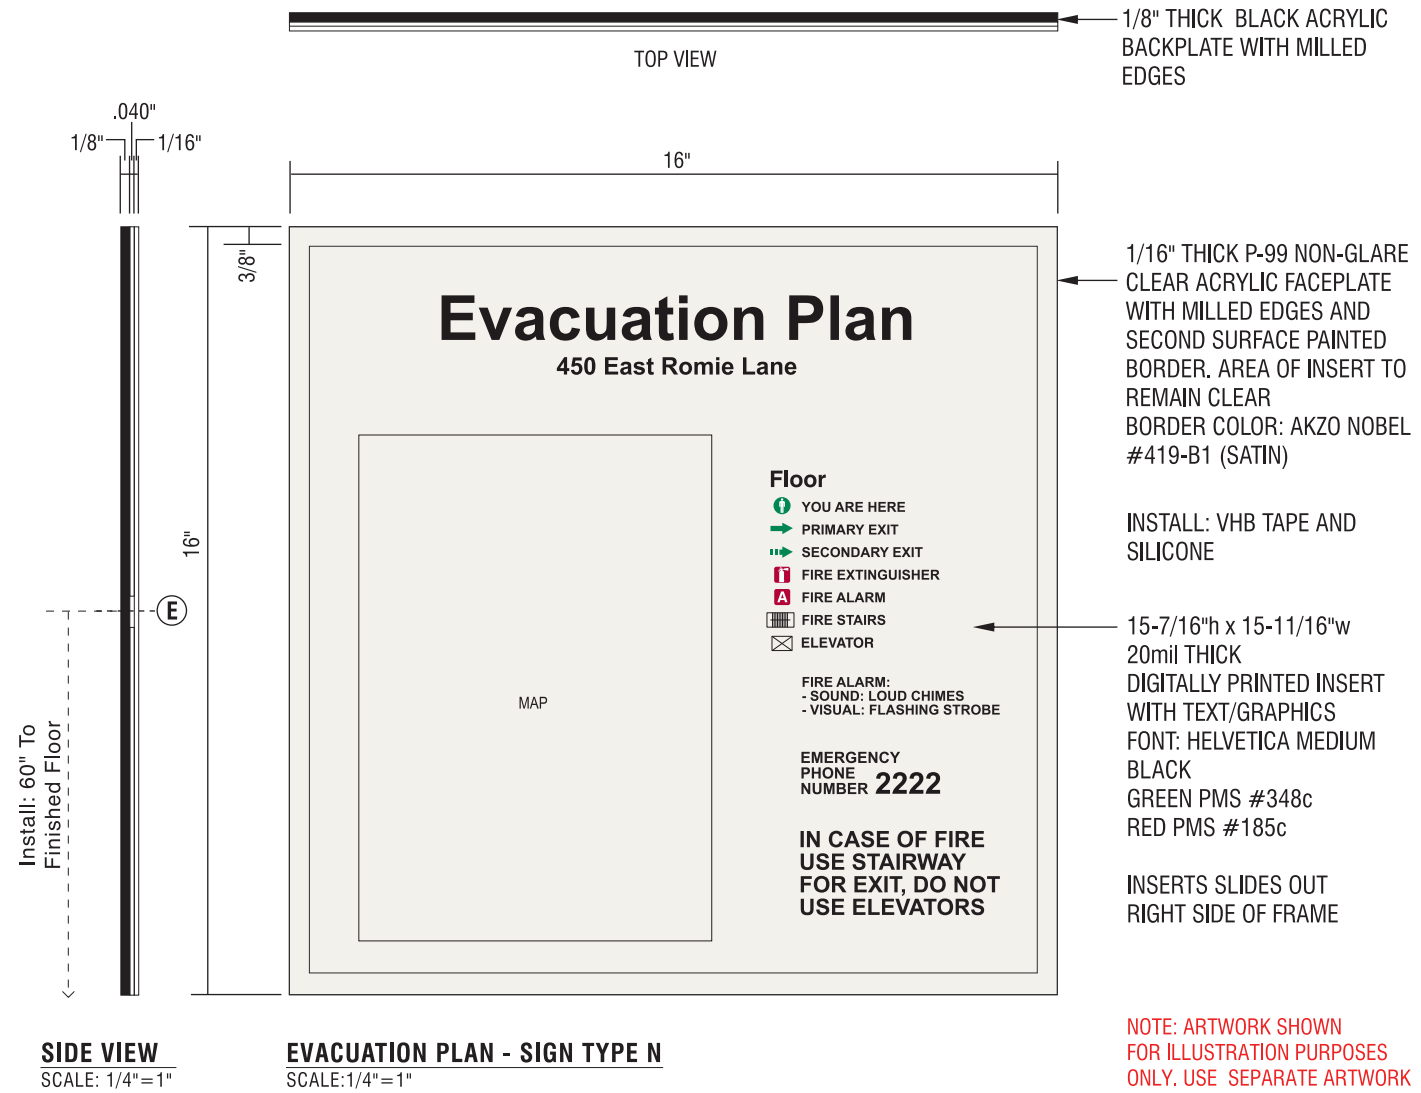 1/8" THICK BLACK ACRYLIC
BACKPLATE WITH MILLED
EDGES
TOP VIEW
.040"
1/8"
1/16"
16"
3/8"
16"
Evacuation Plan
450 East Romie Lane
MAP
Floor
YOU ARE HERE
PRIMARY EXIT
SECONDARY EXIT
FIRE EXTINGUISHER
A FIRE ALARM
FIRE STAIRS
ELEVATOR
FIRE ALARM:
- SOUND: LOUD CHIMES
- VISUAL: FLASHING STROBE
EMERGENCY
PHONE
NUMBER 2222
IN CASE OF FIRE
USE STAIRWAY
FOR EXIT, DO NOT
USE ELEVATORS
E
Install: 60" To
Finished Floor
1/16" THICK P-99 NON-GLARE
CLEAR ACRYLIC FACEPLATE
WITH MILLED EDGES AND
SECOND SURFACE PAINTED
BORDER. AREA OF INSERT TO
REMAIN CLEAR
BORDER COLOR: AKZO NOBEL
#419-B1 (SATIN)
INSTALL: VHB TAPE AND
SILICONE
15-7/16"h x 15-11/16"w
20mil THICK
DIGITALLY PRINTED INSERT
WITH TEXT/GRAPHICS
FONT: HELVETICA MEDIUM
BLACK
GREEN PMS #348c
RED PMS #185c
INSERTS SLIDES OUT
RIGHT SIDE OF FRAME
SIDE VIEW
SCALE: 1/4"=1"
EVACUATION PLAN - SIGN TYPE N
SCALE:1/4"=1"
NOTE: ARTWORK SHOWN
FOR ILLUSTRATION PURPOSES
ONLY. USE SEPARATE ARTWORK